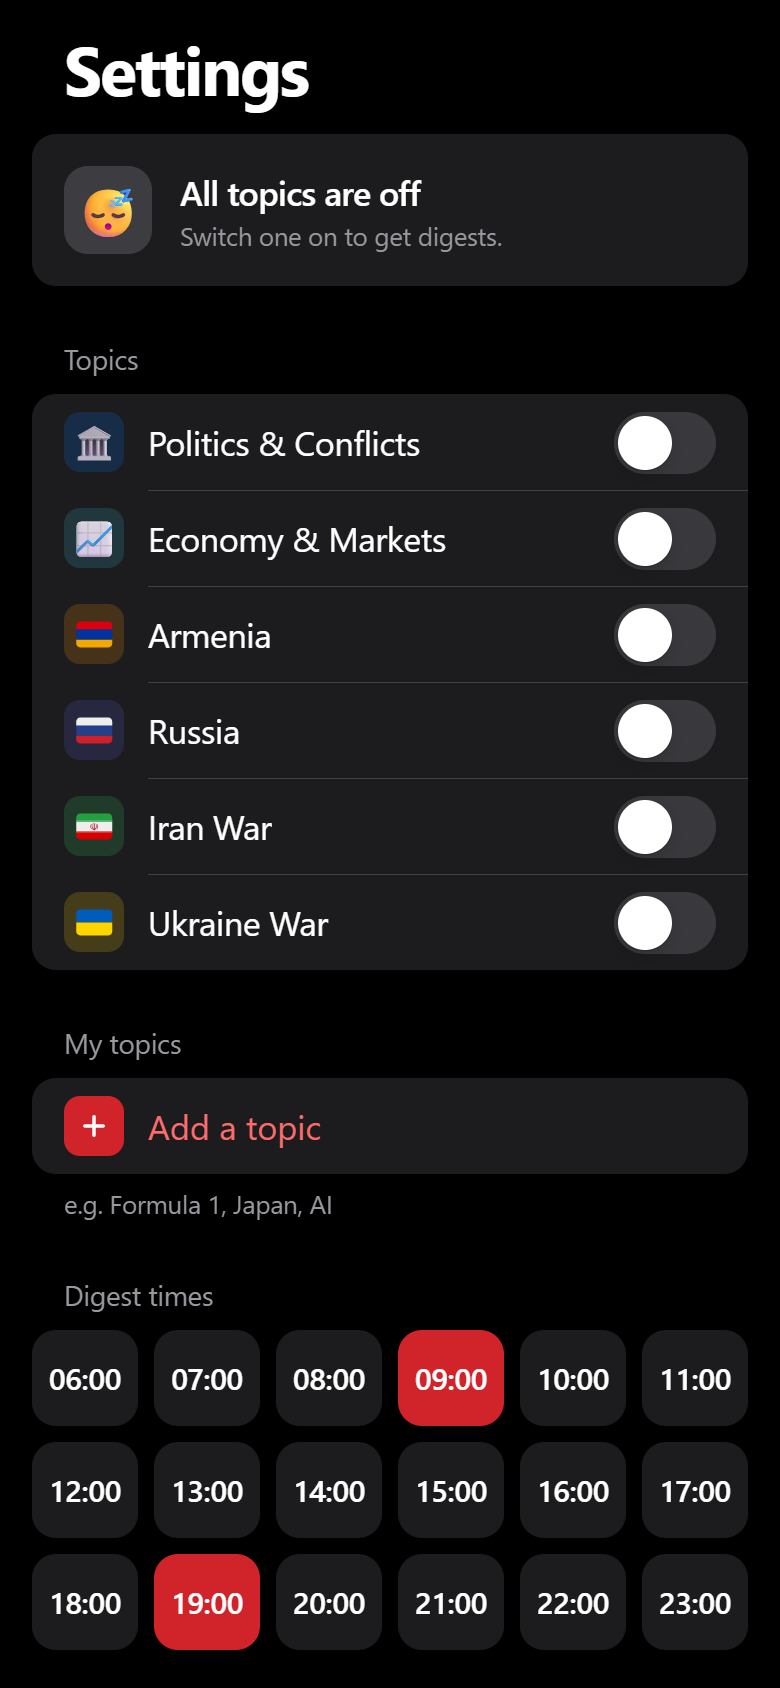 Settings
All topics are off
Switch one on to get digests.
Topics
Politics & Conflicts
Economy & Markets
Armenia
Russia
Iran War
Ukraine War
My topics
Add a topic
e.g. Formula 1, Japan, AI
Digest times
06:00 07:00 08:00 09:00 10:00 11:00
12:00 13:00 14:00 15:00 16:00 17:00
18:00 19:00 20:00 21:00 22:00 23:00